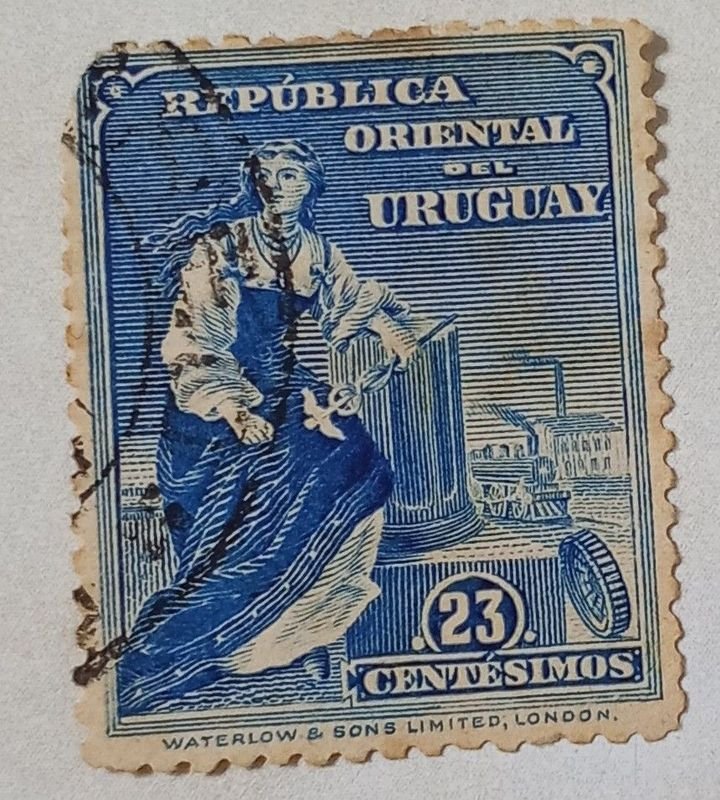 REPÚBLICA
ORIENTAL
DEL
URUGUAY
23
CENTÉSIMOS
WATERLOW & SONS LIMITED, LONDON.